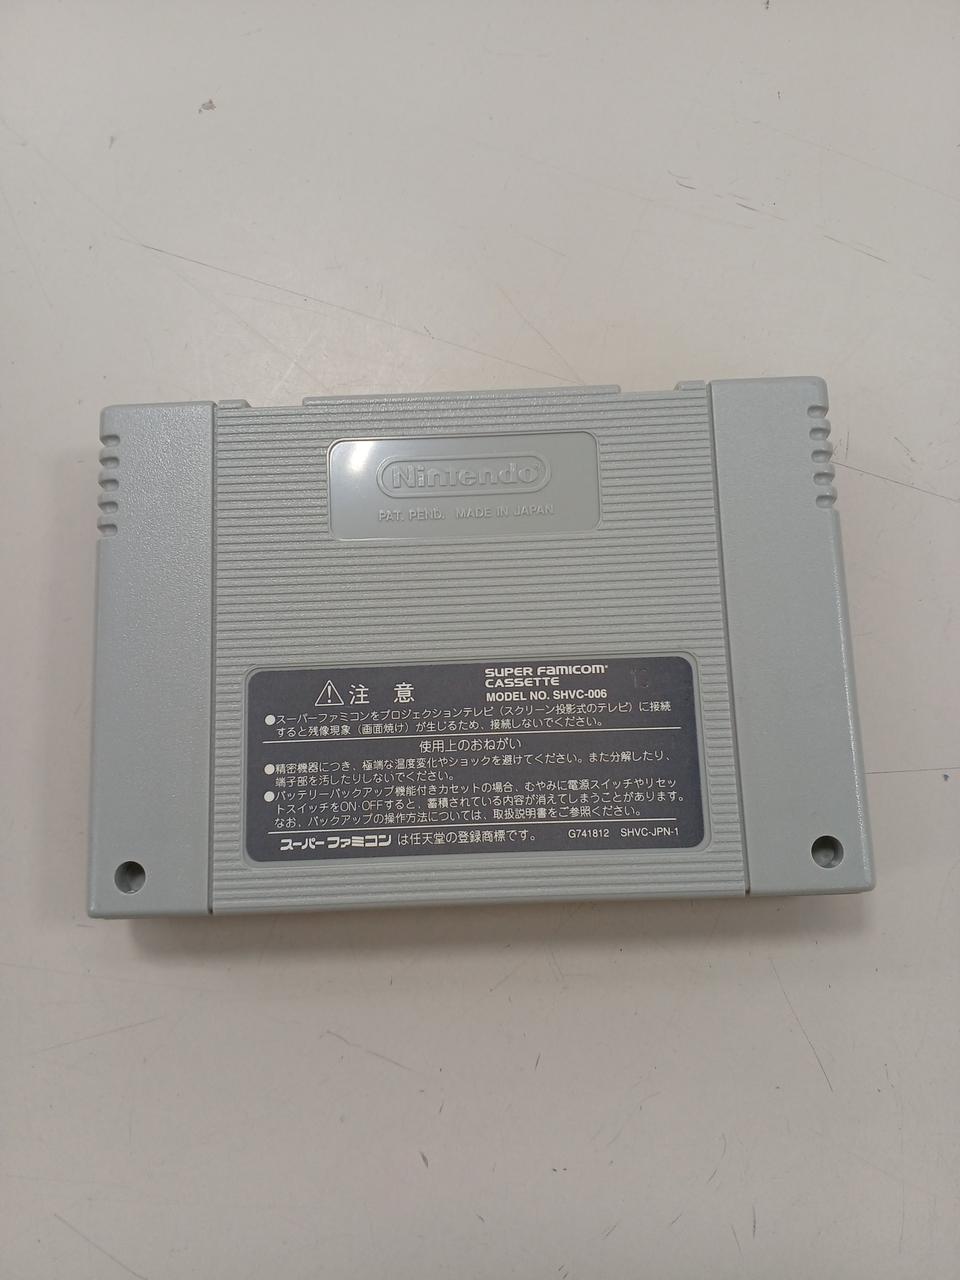 Nintendo
PAT. PEND. MADE IN JAPAN
注意
SUPER Famicom
CASSETTE
MODEL NO. SHVC-006
●スーパーファミコンをプロジェクションテレビ（スクリーン投影式のテレビ）に接続
すると残像現象（画面焼け）が生じるため、接続しないでください。
使用上のおねがい
●精密機器につき、極端な温度変化やショックを避けてください。また分解したり、
端子部を汚したりしないでください。
●バッテリーバックアップ機能付きカセットの場合、むやみに電源スイッチやリセッ
トスイッチをON・OFFすると、蓄積されている内容が消えてしまうことがあります。
なお、バックアップの操作方法については、取扱説明書をご参照ください。
スーパーファミコン は任天堂の登録商標です。 G741812 SHVC-JPN-1